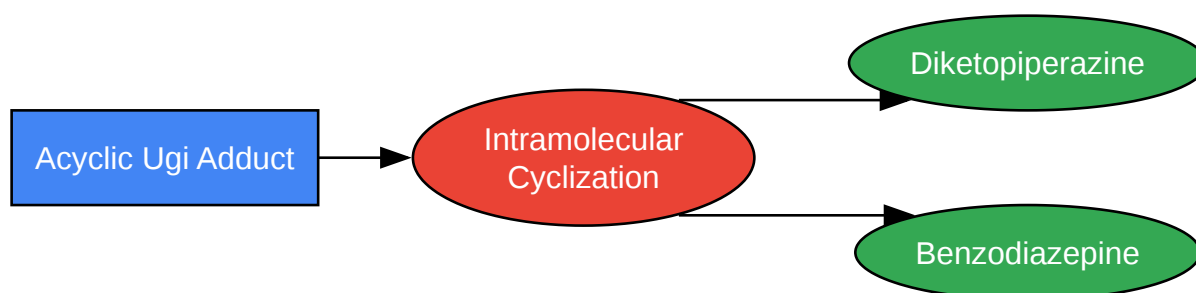 Acyclic Ugi Adduct
Intramolecular
Cyclization
Diketopiperazine
Benzodiazepine